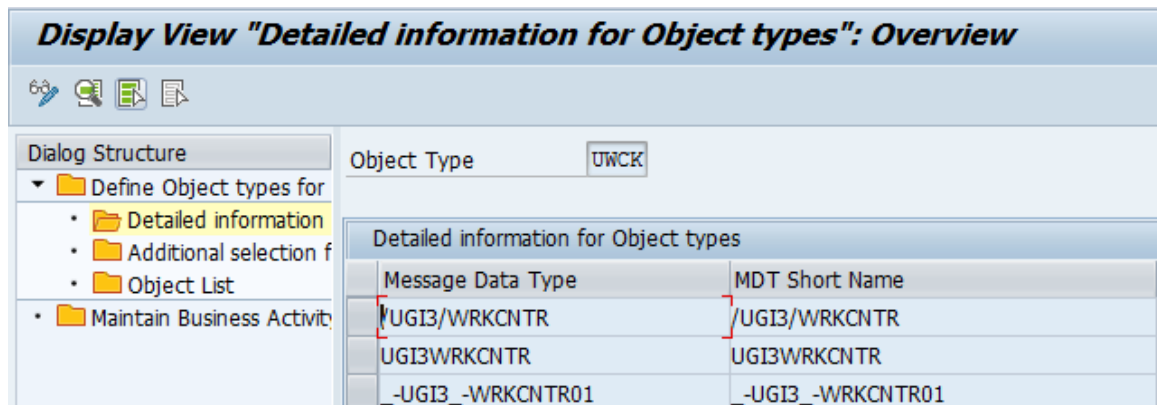 Display View "Detailed information for Object types": Overview
Dialog Structure
Define Object types for
Detailed information
Additional selection f
Object List
Maintain Business Activity
Object Type UWCK
Detailed information for Object types
Message Data Type MDT Short Name
/UGI3/WRKCNTR /UGI3/WRKCNTR
UGI3WRKCNTR UGI3WRKCNTR
_-UGI3_-WRKCNTR01 _-UGI3_-WRKCNTR01